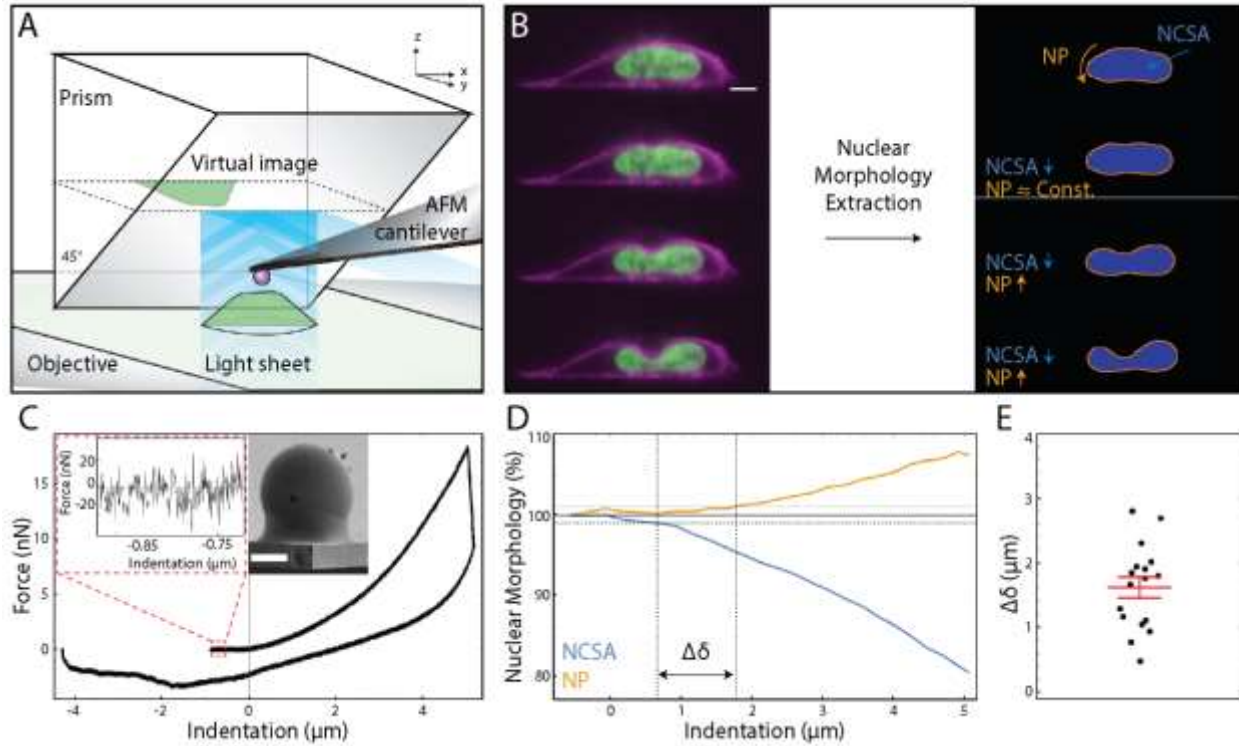 A
z
x
y
Prism
Virtual image
AFM
cantilever
45°
Objective
Light sheet
B
Nuclear
Morphology
Extraction
NCSA
NP
NCSA ↓
NP ≈ Const.
NCSA ↓
NP ↑
NCSA ↓
NP ↑
C
Force (nN)
15
10
5
0
-4
-2
0
2
4
Indentation (μm)
Force (nN)
20
0
-20
-0.85
-0.75
Indentation (μm)
D
Nuclear Morphology (%)
110
100
90
80
NCSA
NP
Δδ
0
1
2
3
4
5
Indentation (μm)
E
Δδ (μm)
4
3
2
1
0